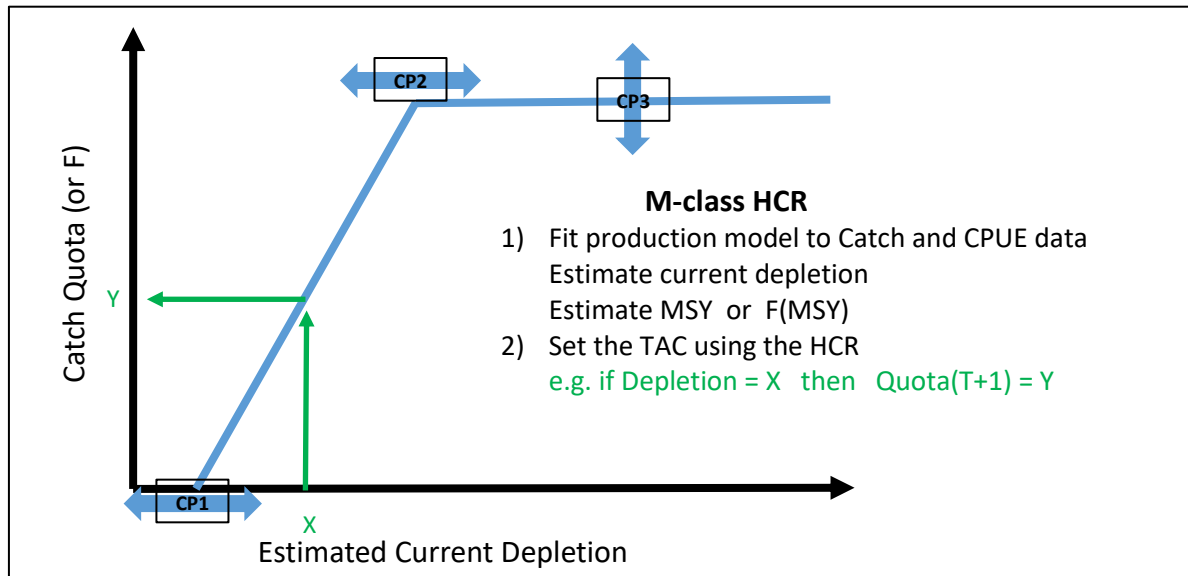 CP2
CP3
Catch Quota (or F)
M-class HCR
1) Fit production model to Catch and CPUE data
Estimate current depletion
Estimate MSY or F(MSY)
2) Set the TAC using the HCR
e.g. if Depletion = X then Quota(T+1) = Y
Y
CP1
X
Estimated Current Depletion